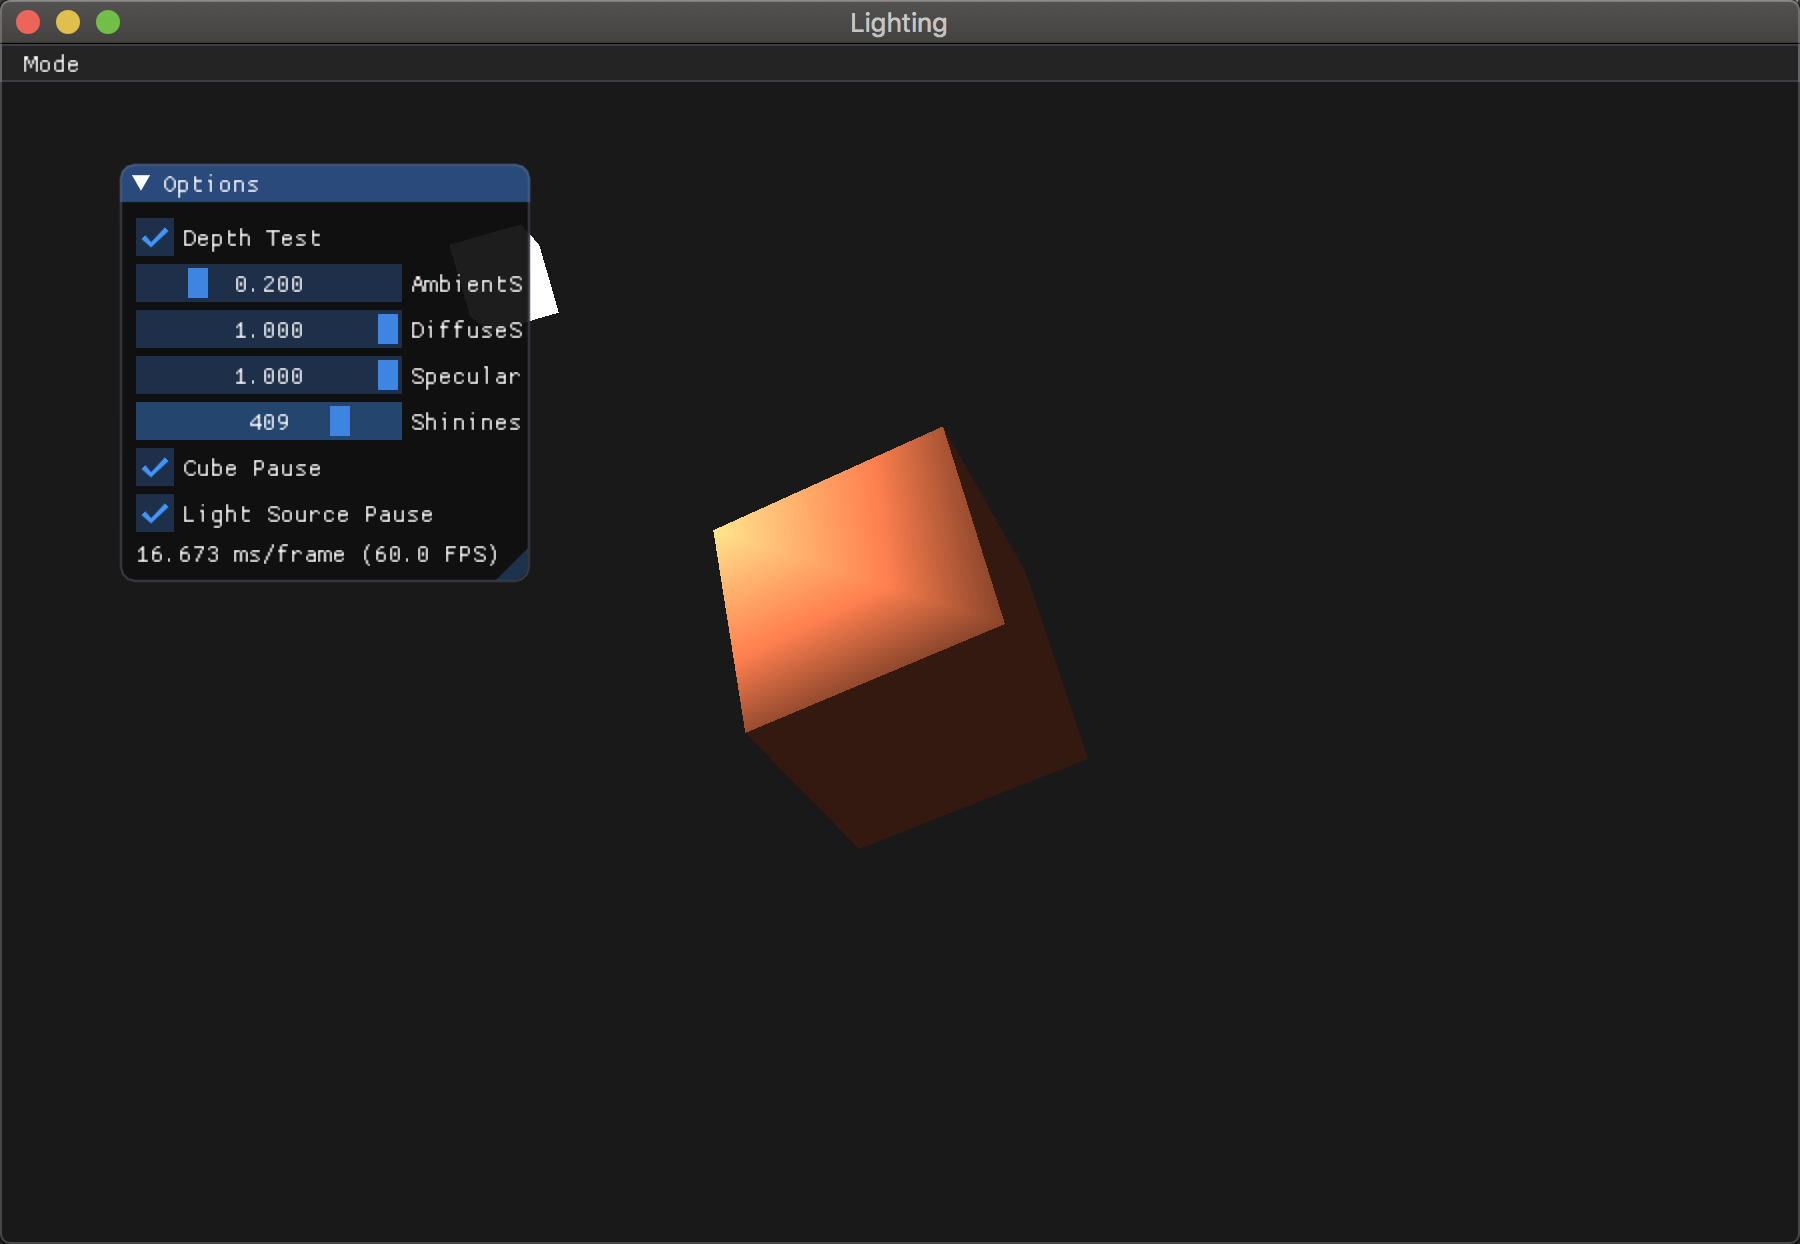 Lighting
Mode
Options
Depth Test
0.200 AmbientS
1.000 DiffuseS
1.000 Specular
409 Shinines
Cube Pause
Light Source Pause
16.673 ms/frame (60.0 FPS)